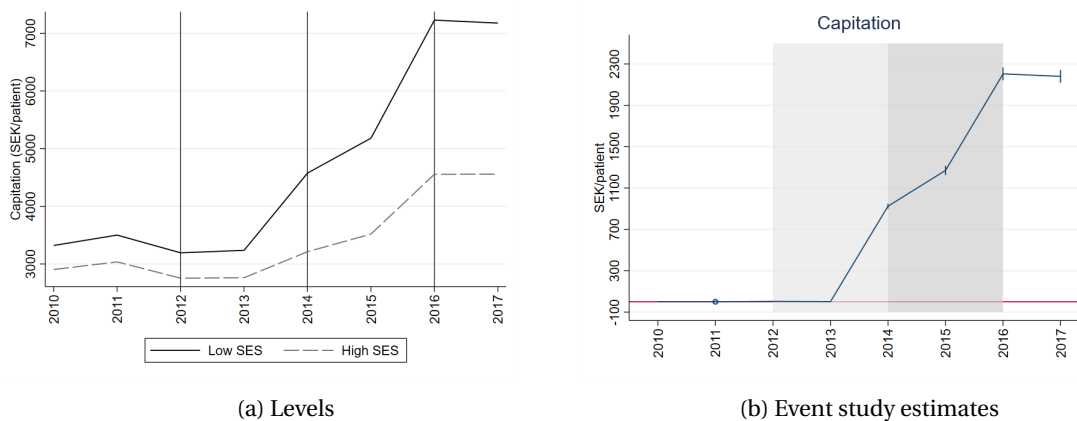 Capitation (SEK/patient)
7000
6000
5000
4000
3000
2010 2011 2012 2013 2014 2015 2016 2017
Low SES High SES
(a) Levels
Capitation
SEK/patient
2300
1900
1500
1100
700
300
-100
2010 2011 2012 2013 2014 2015 2016 2017
(b) Event study estimates